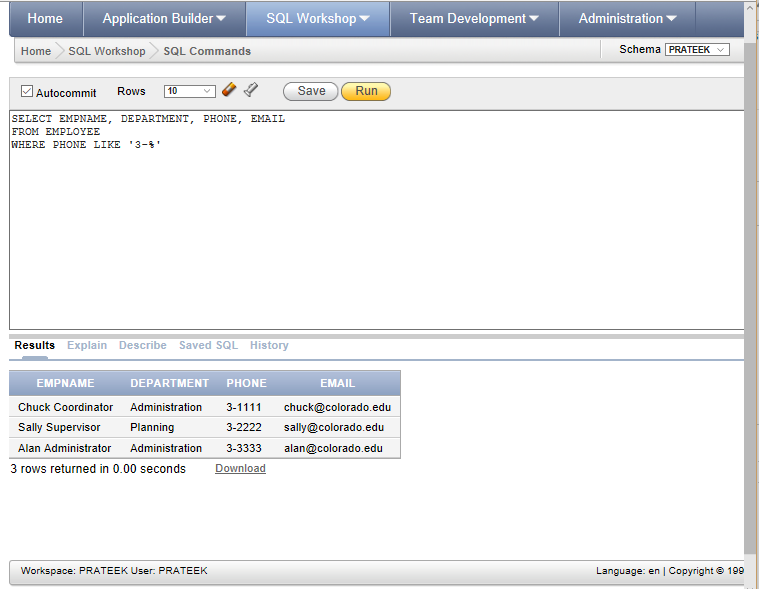 Home Application Builder SQL Workshop Team Development Administration
Home SQL Workshop SQL Commands Schema PRATEEK
Autocommit Rows 10 Save Run
SELECT EMPNAME, DEPARTMENT, PHONE, EMAIL
FROM EMPLOYEE
WHERE PHONE LIKE '3-%'
Results Explain Describe Saved SQL History
EMPNAME DEPARTMENT PHONE EMAIL
Chuck Coordinator Administration 3-1111 chuck@colorado.edu
Sally Supervisor Planning 3-2222 sally@colorado.edu
Alan Administrator Administration 3-3333 alan@colorado.edu
3 rows returned in 0.00 seconds Download
Workspace: PRATEEK User: PRATEEK Language: en | Copyright © 199